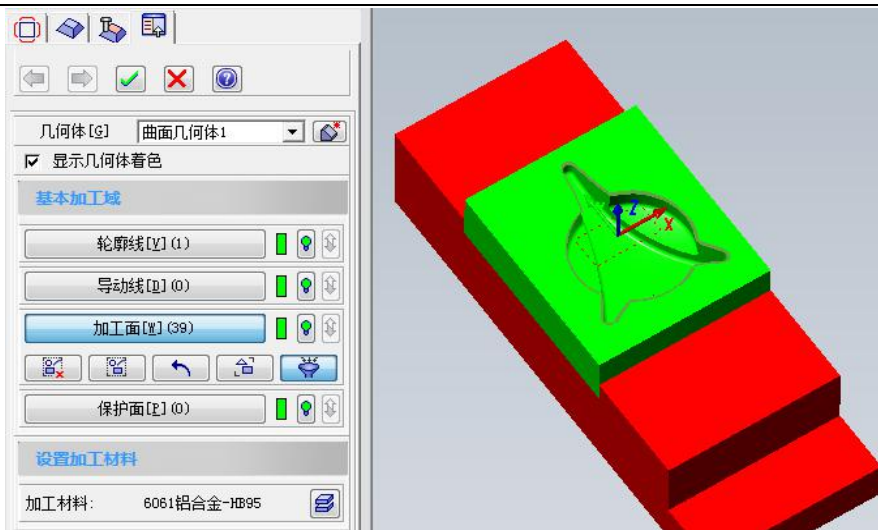 几何体[G] 曲面几何体1
显示几何体着色
基本加工域
轮廓线[V](1)
导动线[D](0)
加工面[W](39)
保护面[P](0)
设置加工材料
加工材料: 6061铝合金-HB95
Z
X